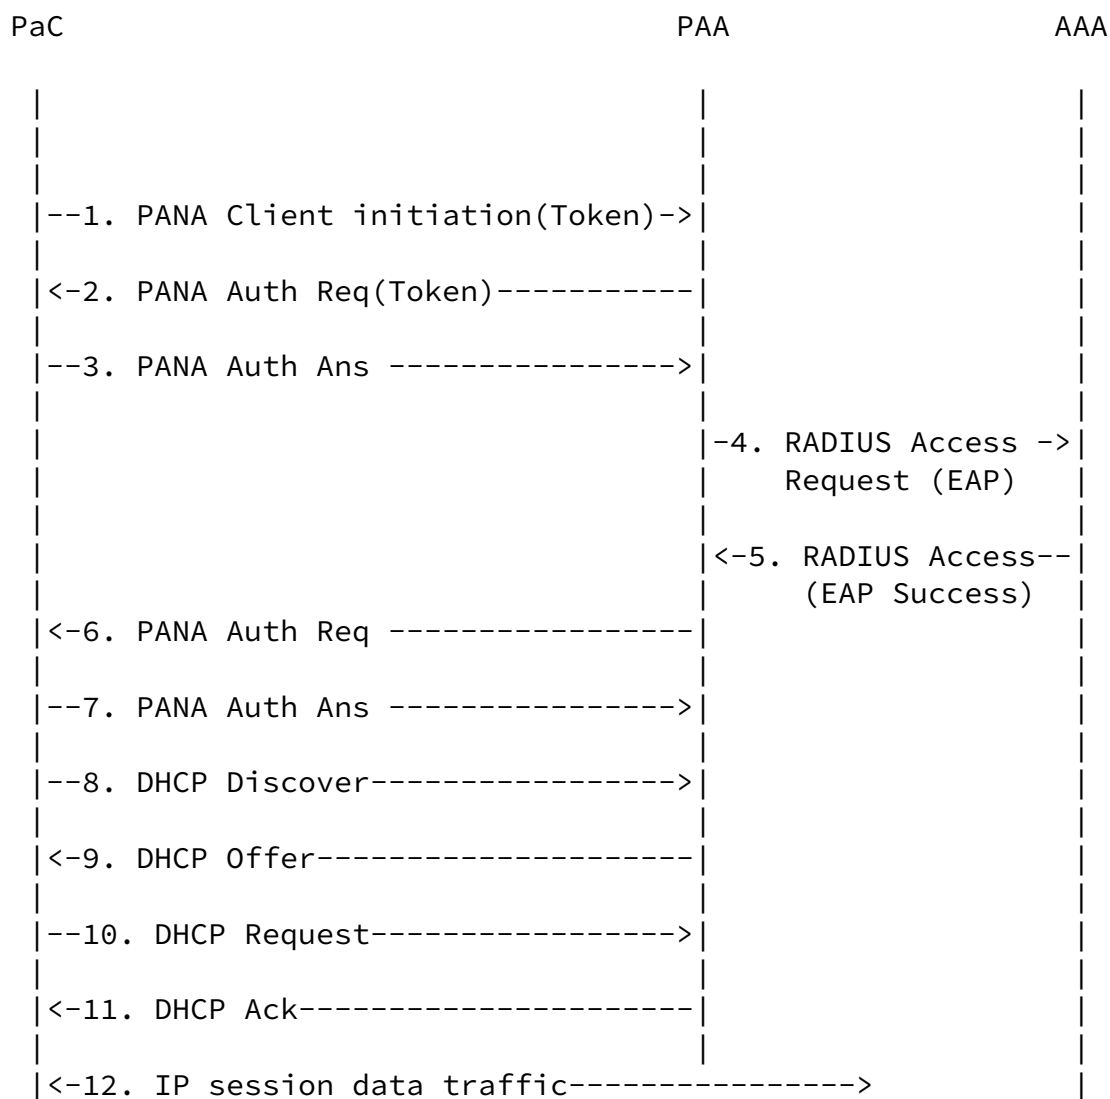 PaC PAA AAA
|--1. PANA Client initiation(Token)->|
|<-2. PANA Auth Req(Token)-----------|
|--3. PANA Auth Ans ---------------->|
|-4. RADIUS Access ->|
Request (EAP)
|<-5. RADIUS Access--|
(EAP Success)
|<-6. PANA Auth Req -----------------|
|--7. PANA Auth Ans ---------------->|
|--8. DHCP Discover----------------->|
|<-9. DHCP Offer---------------------|
|--10. DHCP Request----------------->|
|<-11. DHCP Ack----------------------|
|<-12. IP session data traffic---------------->